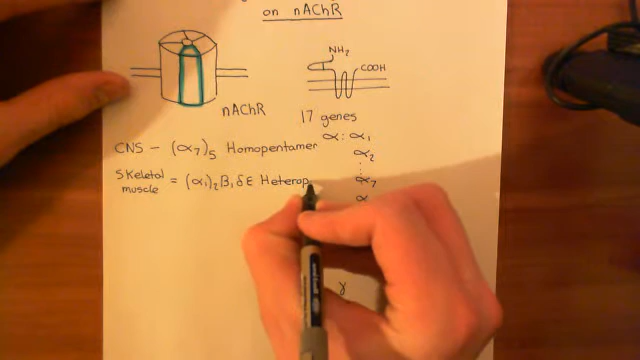 on nAChR
NH2
COOH
nAChR
17 genes
CNS - (α7)5 Homopentamer
α: α1
α2
⋮
α7
α
Skeletal muscle = (α1)2 β1 δ ε Heterop
γ